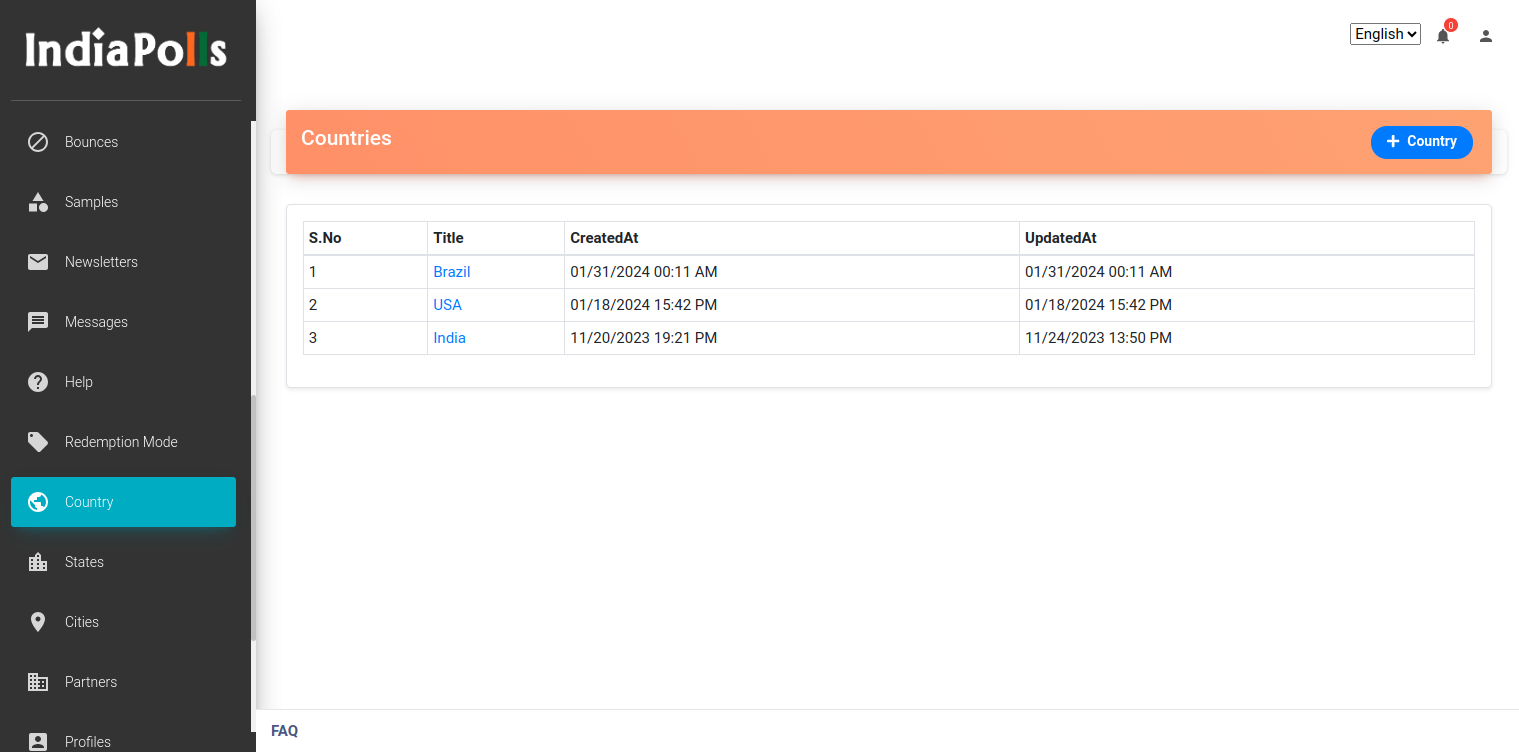 IndiaPolls
Bounces
Samples
Newsletters
Messages
Help
Redemption Mode
Country
States
Cities
Partners
Profiles
English
0
Countries
Country
S.No Title CreatedAt UpdatedAt
1 Brazil 01/31/2024 00:11 AM 01/31/2024 00:11 AM
2 USA 01/18/2024 15:42 PM 01/18/2024 15:42 PM
3 India 11/20/2023 19:21 PM 11/24/2023 13:50 PM
FAQ